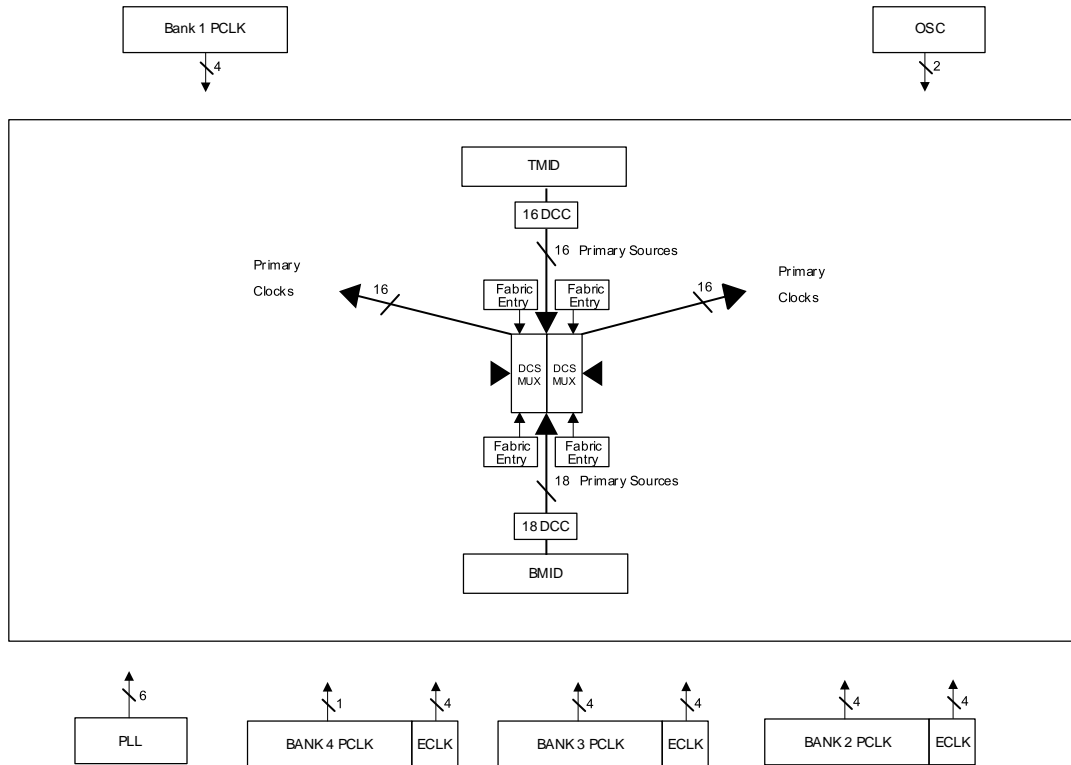 Bank 1 PCLK
OSC
4
2
TMID
16 DCC
16 Primary Sources
Primary
Clocks
16
Fabric
Entry
Fabric
Entry
16
Primary
Clocks
DCS
MUX
DCS
MUX
Fabric
Entry
Fabric
Entry
18 Primary Sources
18 DCC
BMID
6
1
4
4
4
4
4
PLL
BANK 4 PCLK
ECLK
BANK 3 PCLK
ECLK
BANK 2 PCLK
ECLK